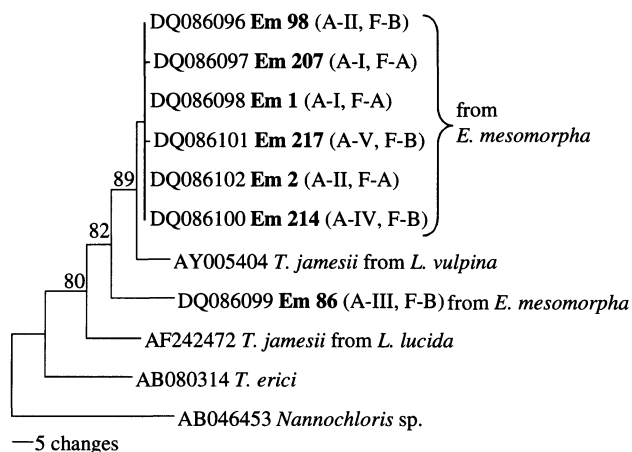 DQ086096 Em 98 (A-II, F-B)
DQ086097 Em 207 (A-I, F-A)
DQ086098 Em 1 (A-I, F-A)
from
E. mesomorpha
DQ086101 Em 217 (A-V, F-B)
89
DQ086102 Em 2 (A-II, F-A)
DQ086100 Em 214 (A-IV, F-B)
82
AY005404 T. jamesii from L. vulpina
80
DQ086099 Em 86 (A-III, F-B) from E. mesomorpha
AF242472 T. jamesii from L. lucida
AB080314 T. erici
AB046453 Nannochloris sp.
5 changes